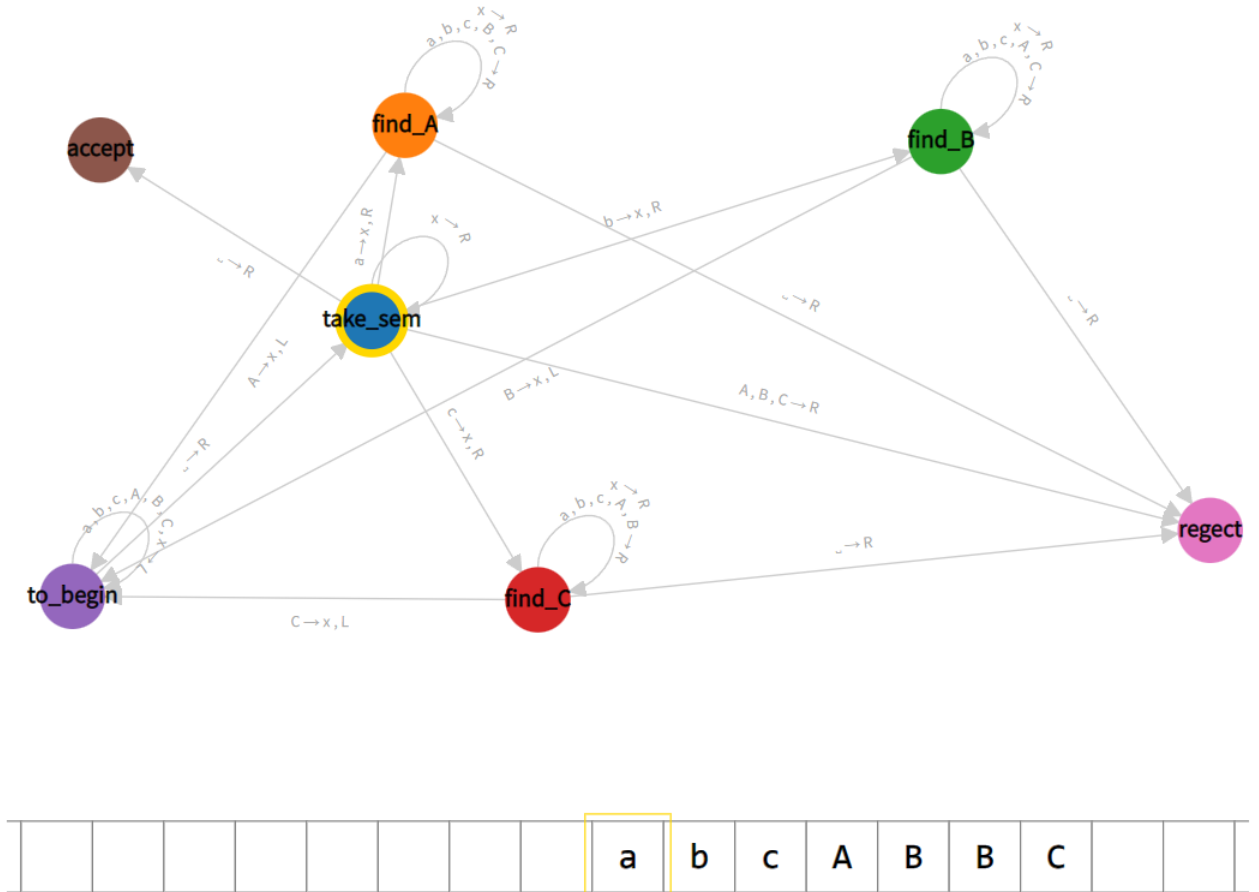 x→R
a,b,c,B,C→R
find_A
x→R
a,b,c,A,C→R
find_B
accept
a→x,R
x→R
b→x,R
␣→R
␣→R
␣→R
take_sem
A→x,L
B→x,L
A,B,C→R
c→x,R
␣→R
a,b,c,A,B,C,x→L
x→R
a,b,c,A,B→R
regect
␣→R
to_begin
find_C
C→x,L
a b c A B B C